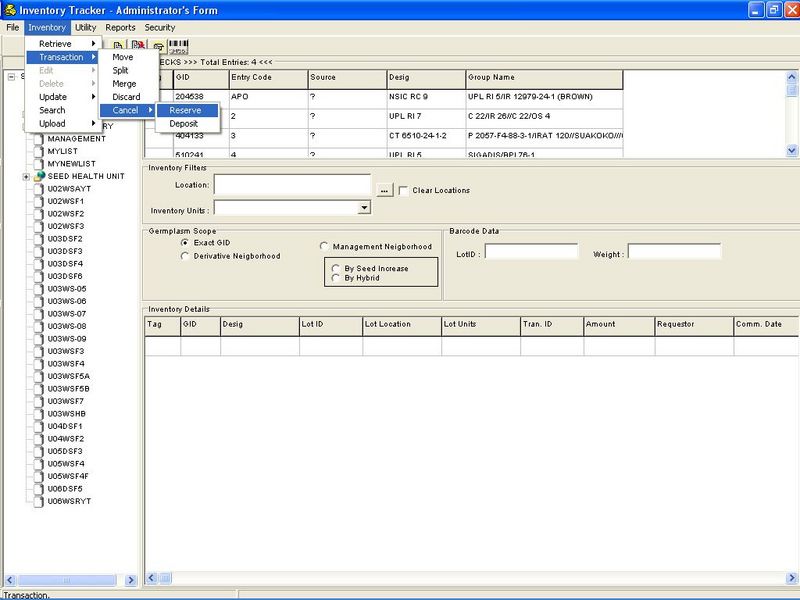 Inventory Tracker - Administrator's Form
File Inventory Utility Reports Security
Retrieve
Transaction
Edit
Delete
Update
Search
Upload
Move
Split
Merge
Discard
Cancel
Reserve
Deposit
ECKS >>> Total Entries: 4 <<<
GID Entry Code Source Desig Group Name
204538 APO ? NSIC RC 9 UPL RI 5/IR 12979-24-1 (BROWN)
2 ? UPL RI 7 C 22/IR 26//C 22/OS 4
404133 3 ? CT 6510-24-1-2 P 2057-F4-88-3-1/IRAT 120//SUAKOKO///
510241 4 ? UPL RI 5 SIGADIS/BPI 76-1
RY
MANAGEMENT
MYLIST
MYNEWLIST
SEED HEALTH UNIT
U02WSAYT
U02WSF1
U02WSF2
U02WSF3
U03DSF2
U03DSF3
U03DSF4
U03DSF6
U03WS-05
U03WS-06
U03WS-07
U03WS-08
U03WS-09
U03WSF3
U03WSF4
U03WSF5A
U03WSF5B
U03WSF7
U03WSHB
U04DSF1
U04WSF2
U05DSF3
U05WSF4
U05WSF4F
U06DSF5
U06WSRYT
Inventory Filters
Location: ... Clear Locations
Inventory Units :
Germplasm Scope
Exact GID
Derivative Neigborhood
Management Neigborhood
By Seed Increase
By Hybrid
Barcode Data
LotID : Weight :
Inventory Details
Tag GID Desig Lot ID Lot Location Lot Units Tran. ID Amount Requestor Comm. Date
Transaction.